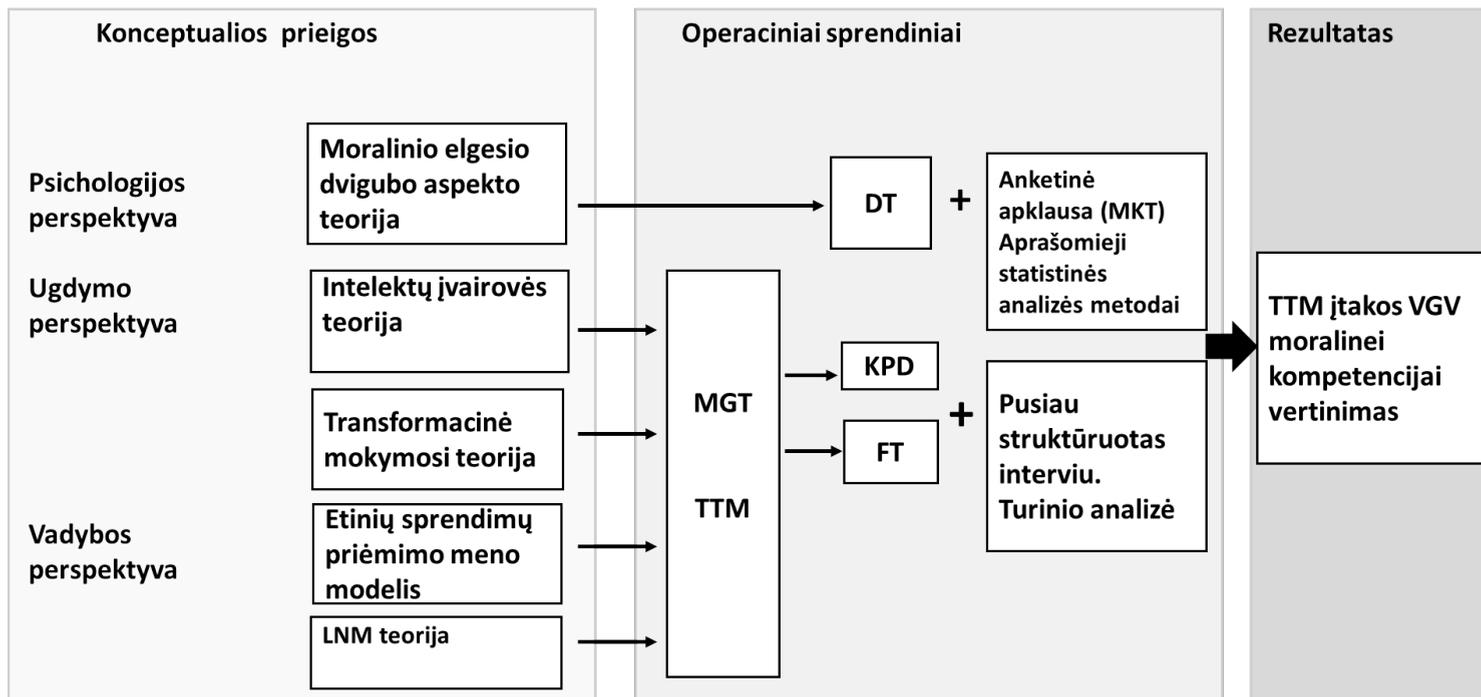 Konceptualios prieigos
Psichologijos
perspektyva
Moralinio elgesio
dvigubo aspekto
teorija
Ugdymo
perspektyva
Intelektų įvairovės
teorija
Transformacinė
mokymosi teorija
Vadybos
perspektyva
Etinių sprendimų
priėmimo meno
modelis
LNM teorija
Operaciniai sprendiniai
DT
+
Anketinė
apklausa (MKT)
Aprašomieji
statistinės
analizės metodai
MGT
TTM
KPD
FT
+
Pusiau
struktūruotas
interviu.
Turinio analizė
Rezultatas
TTM įtakos VGV
moralinei
kompetencijai
vertinimas